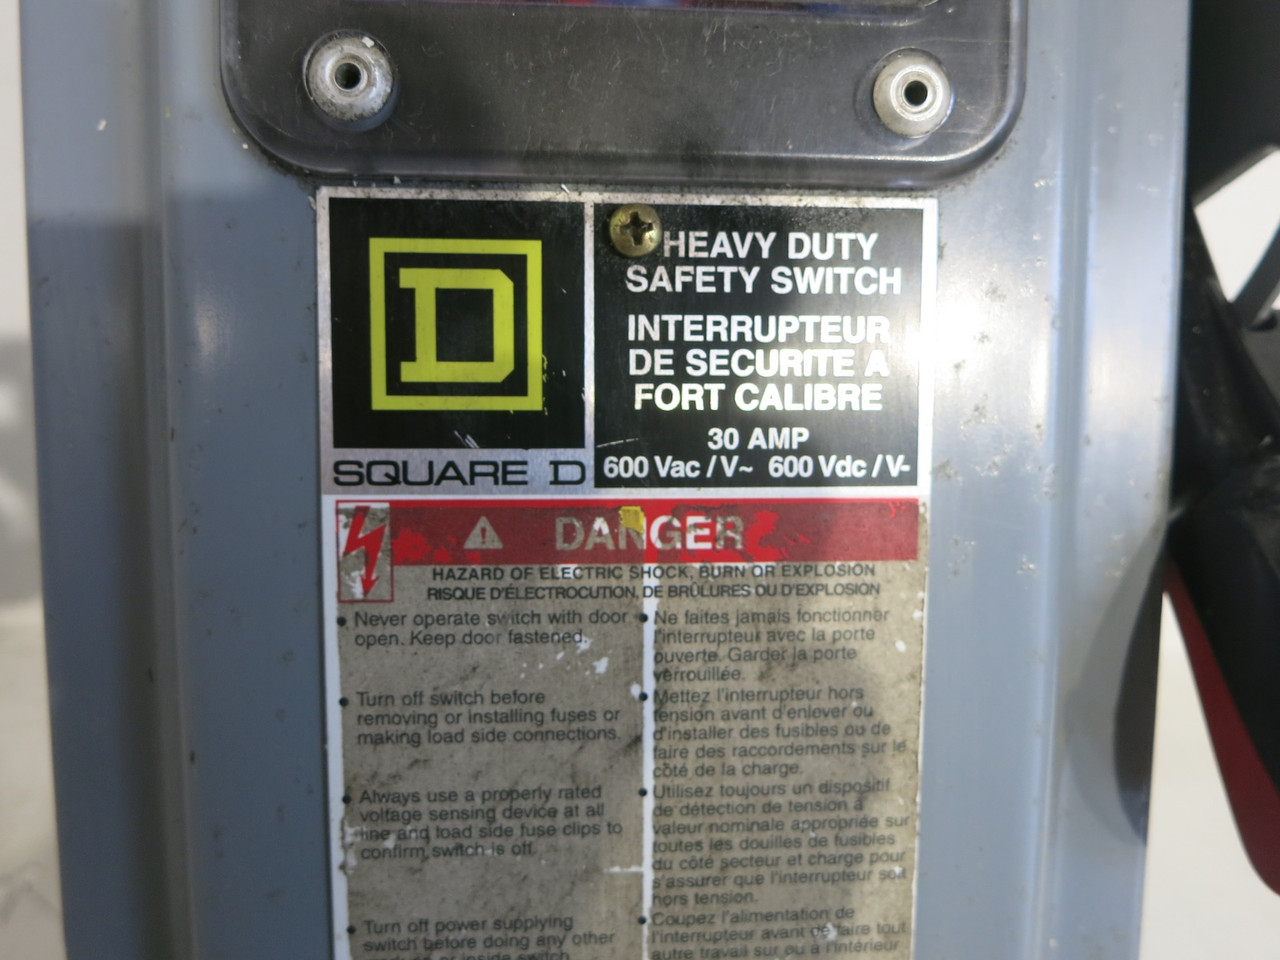 D
SQUARE D
HEAVY DUTY
SAFETY SWITCH
INTERRUPTEUR
DE SECURITE A
FORT CALIBRE
30 AMP
600 Vac/V~ 600 Vdc/V-
DANGER
HAZARD OF ELECTRIC SHOCK, BURN OR EXPLOSION
RISQUE D'ÉLECTROCUTION, DE BRÛLURES OU D'EXPLOSION
• Never operate switch with door
open. Keep door fastened.
• Turn off switch before
removing or installing fuses or
making load side connections.
• Always use a properly rated
voltage sensing device at all
line and load side fuse clips to
confirm switch is off.
• Turn off power supplying
switch before doing any other
work on or inside switch
• Ne faites jamais fonctionner
l'interrupteur avec la porte
ouverte. Garder la porte
verrouillée.
• Mettez l'interrupteur hors
tension avant d'enlever ou
d'installer des fusibles ou de
faire des raccordements sur le
côté de la charge.
• Utilisez toujours un dispositif
de détection de tension à
valeur nominale appropriée sur
toutes les douilles de fusibles
du côté secteur et charge pour
s'assurer que l'interrupteur soit
hors tension.
• Coupez l'alimentation de
l'interrupteur avant de faire tout
autre travail sur ou à l'intérieur